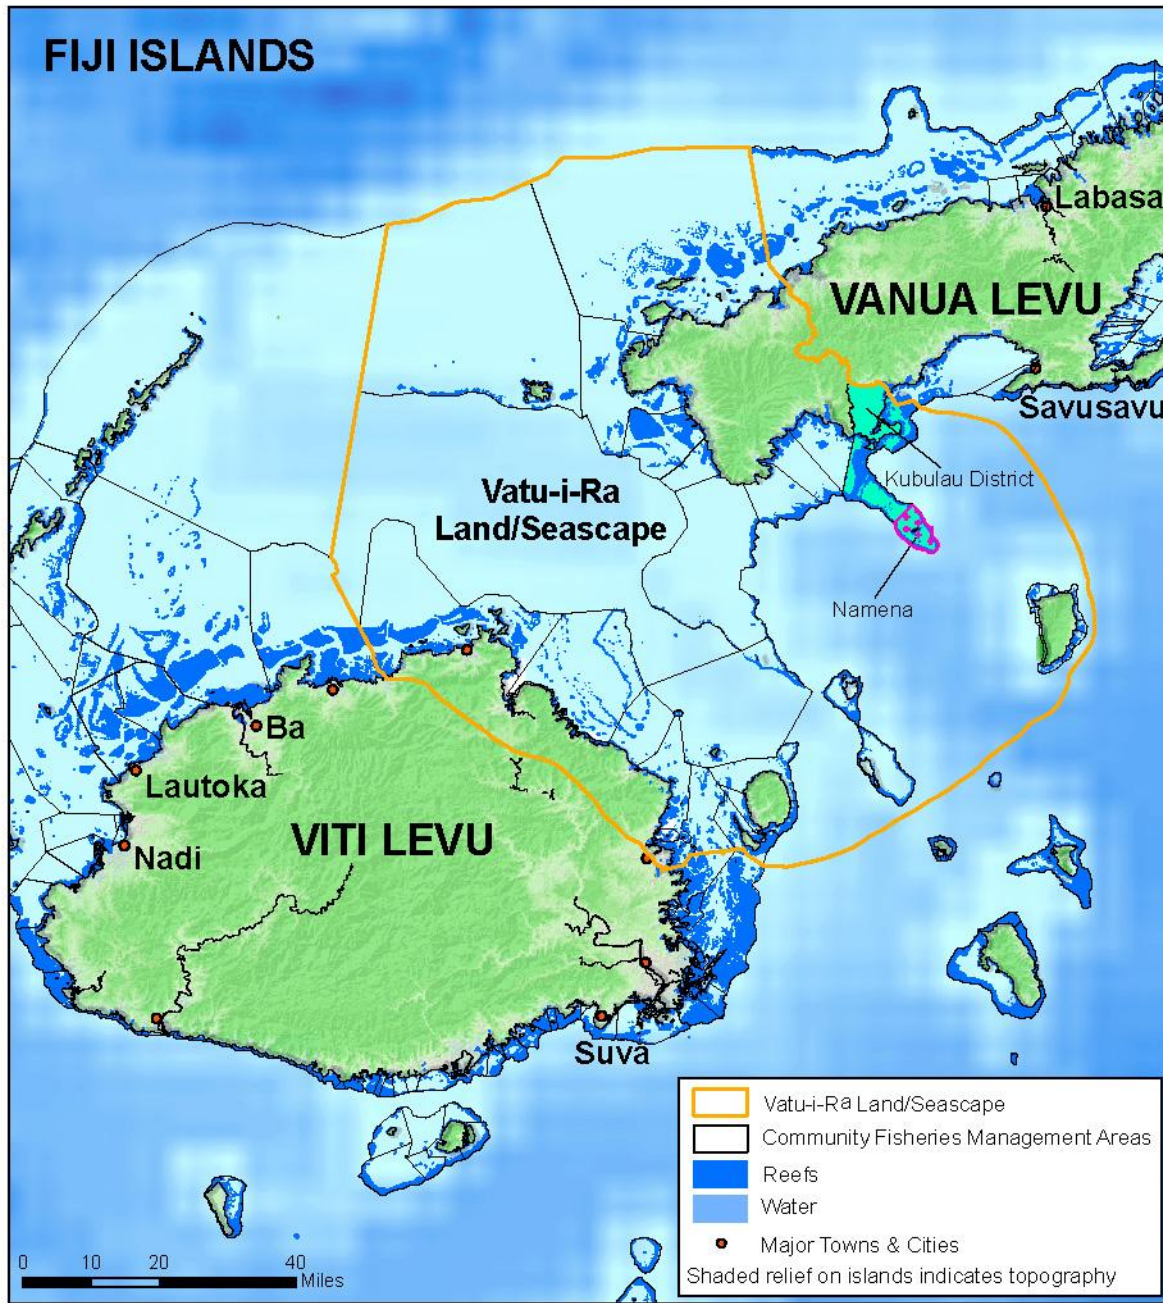 FIJI ISLANDS
Labasa
VANUA LEVU
Savusavu
Kubulau District
Vatu-i-Ra
Land/Seascape
Namena
Ba
Lautoka
VITI LEVU
Nadi
Suva
Vatu-i-Ra Land/Seascape
Community Fisheries Management Areas
Reefs
Water
Major Towns & Cities
Shaded relief on islands indicates topography
0 10 20 40
Miles